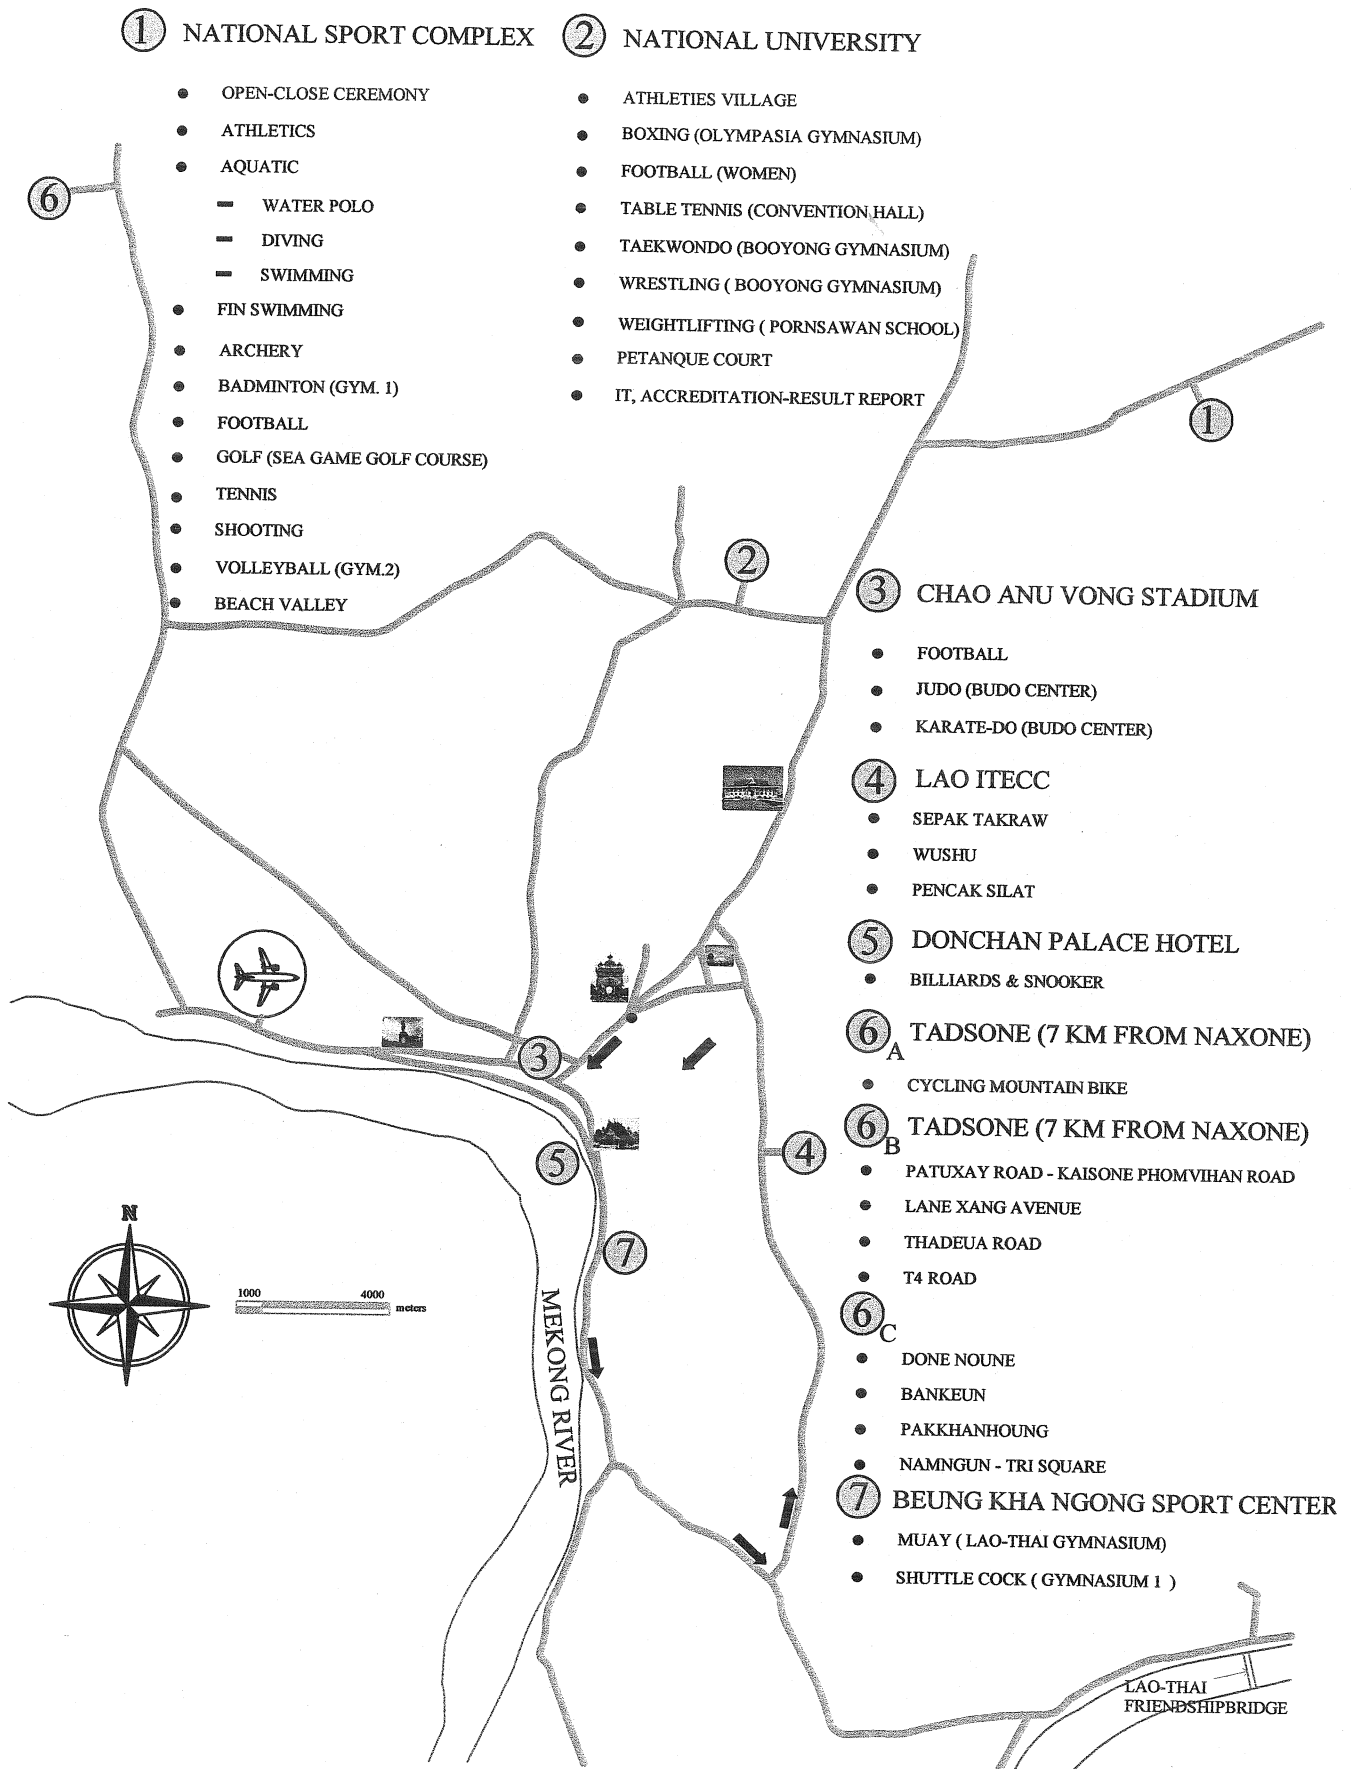 1 NATIONAL SPORT COMPLEX
OPEN-CLOSE CEREMONY
ATHLETICS
AQUATIC
WATER POLO
DIVING
SWIMMING
FIN SWIMMING
ARCHERY
BADMINTON (GYM. 1)
FOOTBALL
GOLF (SEA GAME GOLF COURSE)
TENNIS
SHOOTING
VOLLEYBALL (GYM.2)
BEACH VALLEY
2 NATIONAL UNIVERSITY
ATHLETIES VILLAGE
BOXING (OLYMPASIA GYMNASIUM)
FOOTBALL (WOMEN)
TABLE TENNIS (CONVENTION HALL)
TAEKWONDO (BOOYONG GYMNASIUM)
WRESTLING ( BOOYONG GYMNASIUM)
WEIGHTLIFTING ( PORNSAWAN SCHOOL)
PETANQUE COURT
IT, ACCREDITATION-RESULT REPORT
6
1
2
3 CHAO ANU VONG STADIUM
FOOTBALL
JUDO (BUDO CENTER)
KARATE-DO (BUDO CENTER)
4 LAO ITECC
SEPAK TAKRAW
WUSHU
PENCAK SILAT
5 DONCHAN PALACE HOTEL
BILLIARDS & SNOOKER
6 A TADSONE (7 KM FROM NAXONE)
CYCLING MOUNTAIN BIKE
6 B TADSONE (7 KM FROM NAXONE)
PATUXAY ROAD - KAISONE PHOMVIHAN ROAD
LANE XANG AVENUE
THADEUA ROAD
T4 ROAD
6 C
DONE NOUNE
BANKEUN
PAKKHANHOUNG
NAMNGUN - TRI SQUARE
7 BEUNG KHA NGONG SPORT CENTER
MUAY ( LAO-THAI GYMNASIUM)
SHUTTLE COCK ( GYMNASIUM 1 )
3
5
4
7
N
1000 4000 meters
MEKONG RIVER
LAO-THAI
FRIENDSHIPBRIDGE